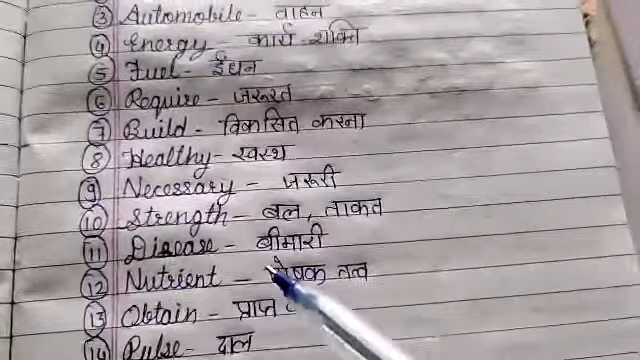 ③ Automobile - वाहन
④ Energy - कार्य शक्ति
⑤ Fuel - ईंधन
⑥ Require - जरूरत
⑦ Build - विकसित करना
⑧ Healthy - स्वस्थ
⑨ Necessary - जरूरी
⑩ Strength - बल, ताकत
⑪ Disease - बीमारी
⑫ Nutrient - पोषक तत्व
⑬ Obtain - प्राप्त
⑭ Pulse - दाल